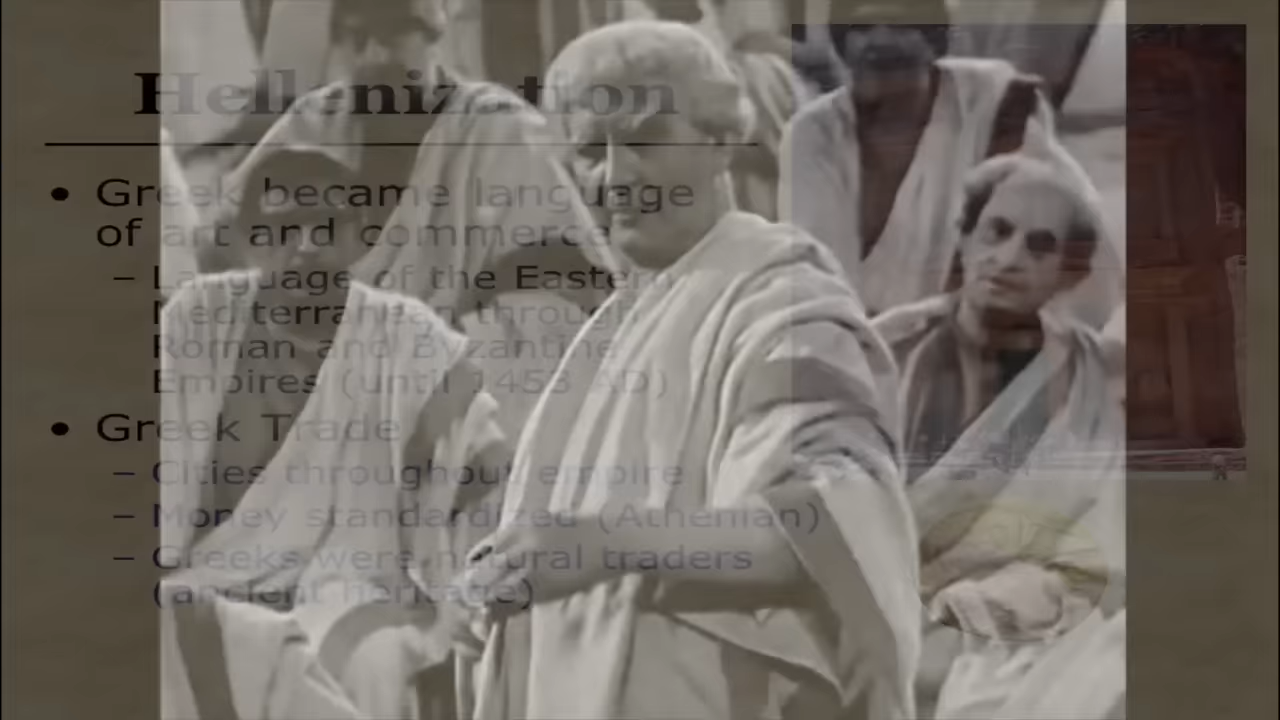 Hellenization
• Greek became language
of art and commerce
– Language of the Eastern
Mediterranean through
Roman and Byzantine
Empires (until 1453 AD)
• Greek Trade
– Cities throughout empire
– Money standardized (Athenian)
– Greeks were natural traders
(ancient heritage)